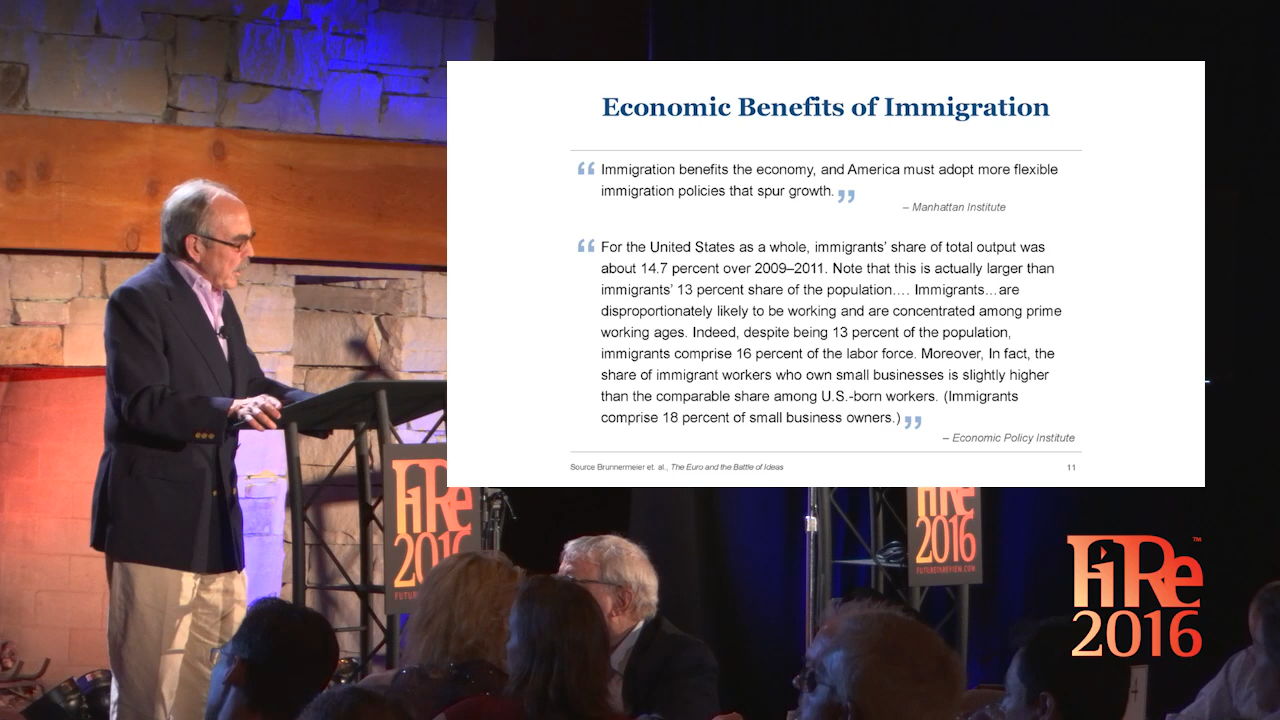 Economic Benefits of Immigration
“ Immigration benefits the economy, and America must adopt more flexible
immigration policies that spur growth. ”
– Manhattan Institute
“ For the United States as a whole, immigrants’ share of total output was
about 14.7 percent over 2009–2011. Note that this is actually larger than
immigrants’ 13 percent share of the population.... Immigrants...are
disproportionately likely to be working and are concentrated among prime
working ages. Indeed, despite being 13 percent of the population,
immigrants comprise 16 percent of the labor force. Moreover, In fact, the
share of immigrant workers who own small businesses is slightly higher
than the comparable share among U.S.-born workers. (Immigrants
comprise 18 percent of small business owners.) ”
– Economic Policy Institute
Source Brunnermeier et. al., The Euro and the Battle of Ideas
11
FiRe
2016
FiRe
2016
FUTUREINREVIEW.COM
FiRe™
2016
4